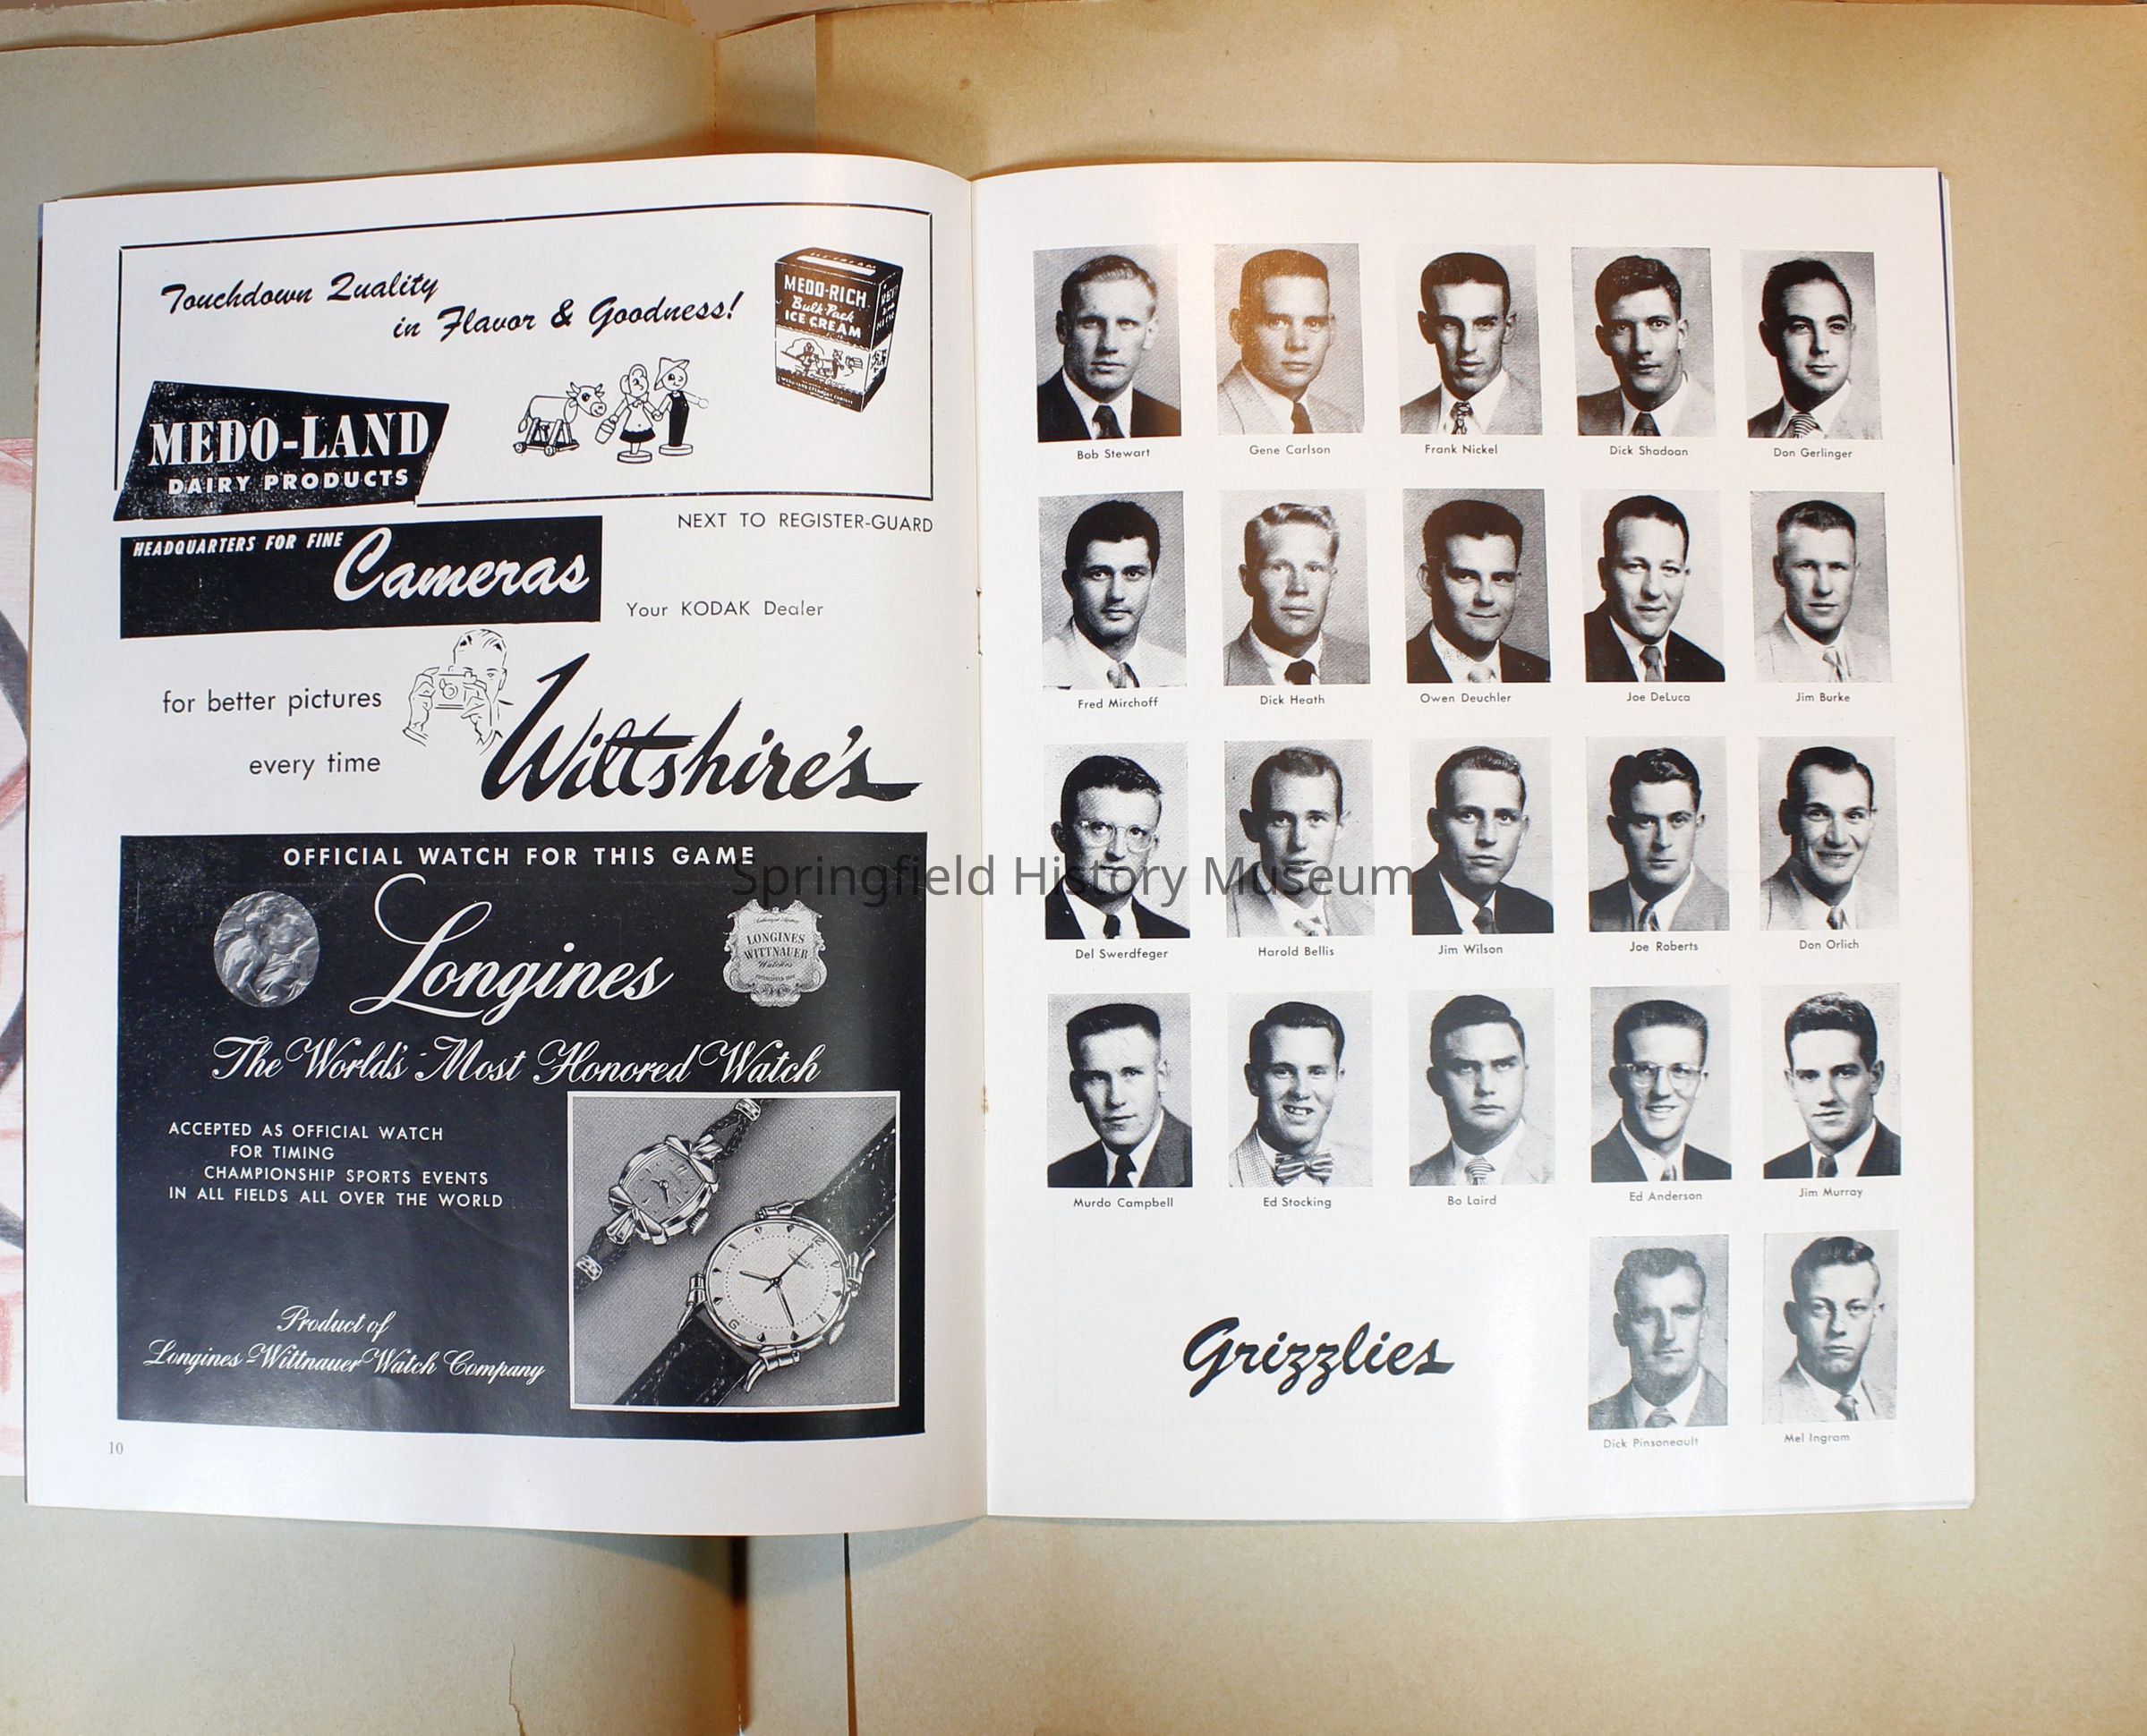 Touchdown Quality
in Flavor & Goodness!
MEDO-RICH
Bulk Pack
ICE CREAM
MEDO-LAND
DAIRY PRODUCTS
NEXT TO REGISTER-GUARD
HEADQUARTERS FOR FINE
Cameras
Your KODAK Dealer
for better pictures
every time
Wiltshire's
OFFICIAL WATCH FOR THIS GAME
Longines
LONGINES
WITTNAUER
Watches
The World's Most Honored Watch
ACCEPTED AS OFFICIAL WATCH
FOR TIMING
CHAMPIONSHIP SPORTS EVENTS
IN ALL FIELDS ALL OVER THE WORLD
Product of
Longines-Wittnauer Watch Company
10
Bob Stewart Gene Carlson Frank Nickel Dick Shadoan Don Gerlinger
Fred Mirchoff Dick Heath Owen Deuchler Joe DeLuca Jim Burke
Springfield History Museum
Del Swerdfeger Harold Bellis Jim Wilson Joe Roberts Don Orlich
Murdo Campbell Ed Stocking Bo Laird Ed Anderson Jim Murray
Grizzlies
Dick Pinsoneault Mel Ingram